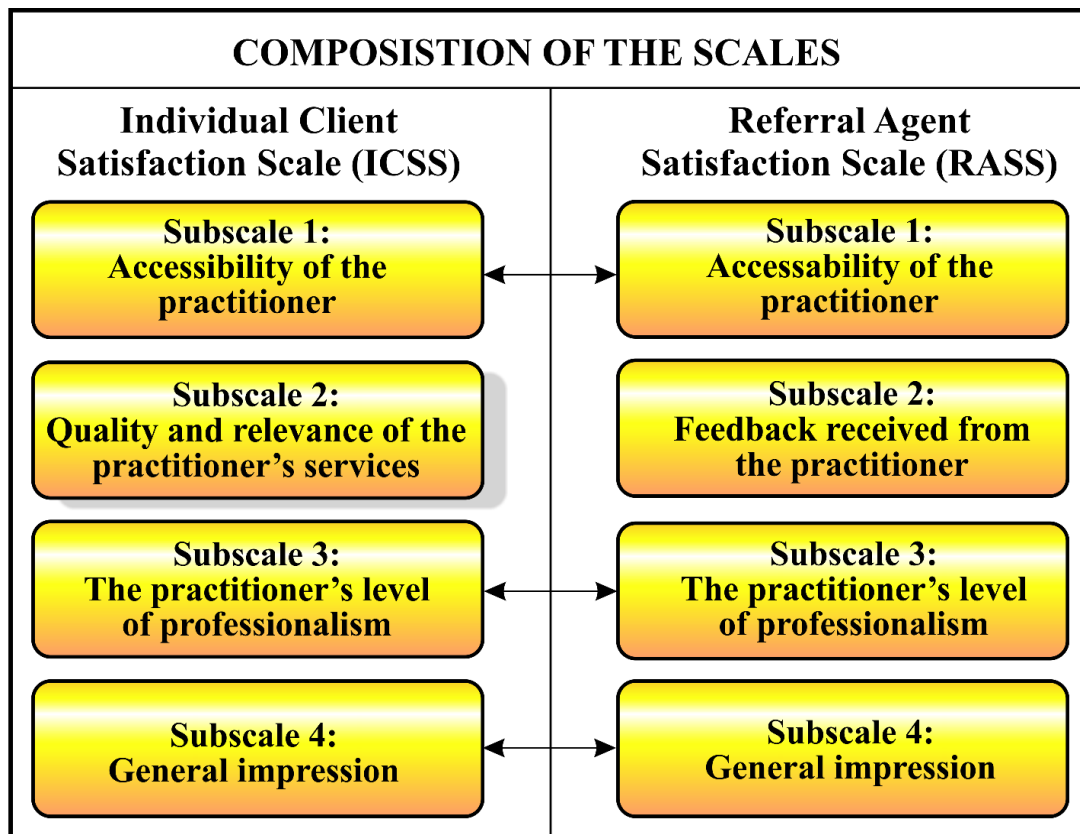 COMPOSISTION OF THE SCALES
Individual Client
Satisfaction Scale (ICSS)
Subscale 1:
Accessibility of the
practitioner
Subscale 2:
Quality and relevance of the
practitioner’s services
Subscale 3:
The practitioner’s level
of professionalism
Subscale 4:
General impression
Referral Agent
Satisfaction Scale (RASS)
Subscale 1:
Accessability of the
practitioner
Subscale 2:
Feedback received from
the practitioner
Subscale 3:
The practitioner’s level
of professionalism
Subscale 4:
General impression